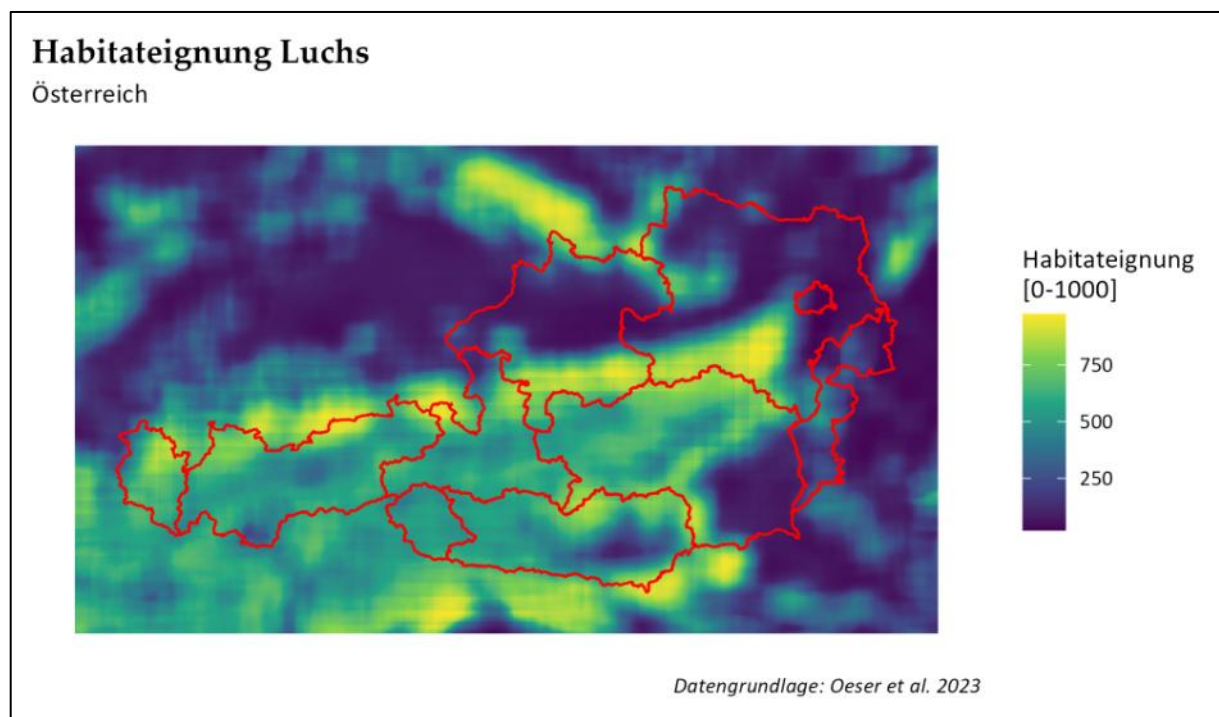 Habitateignung Luchs
Österreich
Habitateignung
[0-1000]
750
500
250
Datengrundlage: Oeser et al. 2023